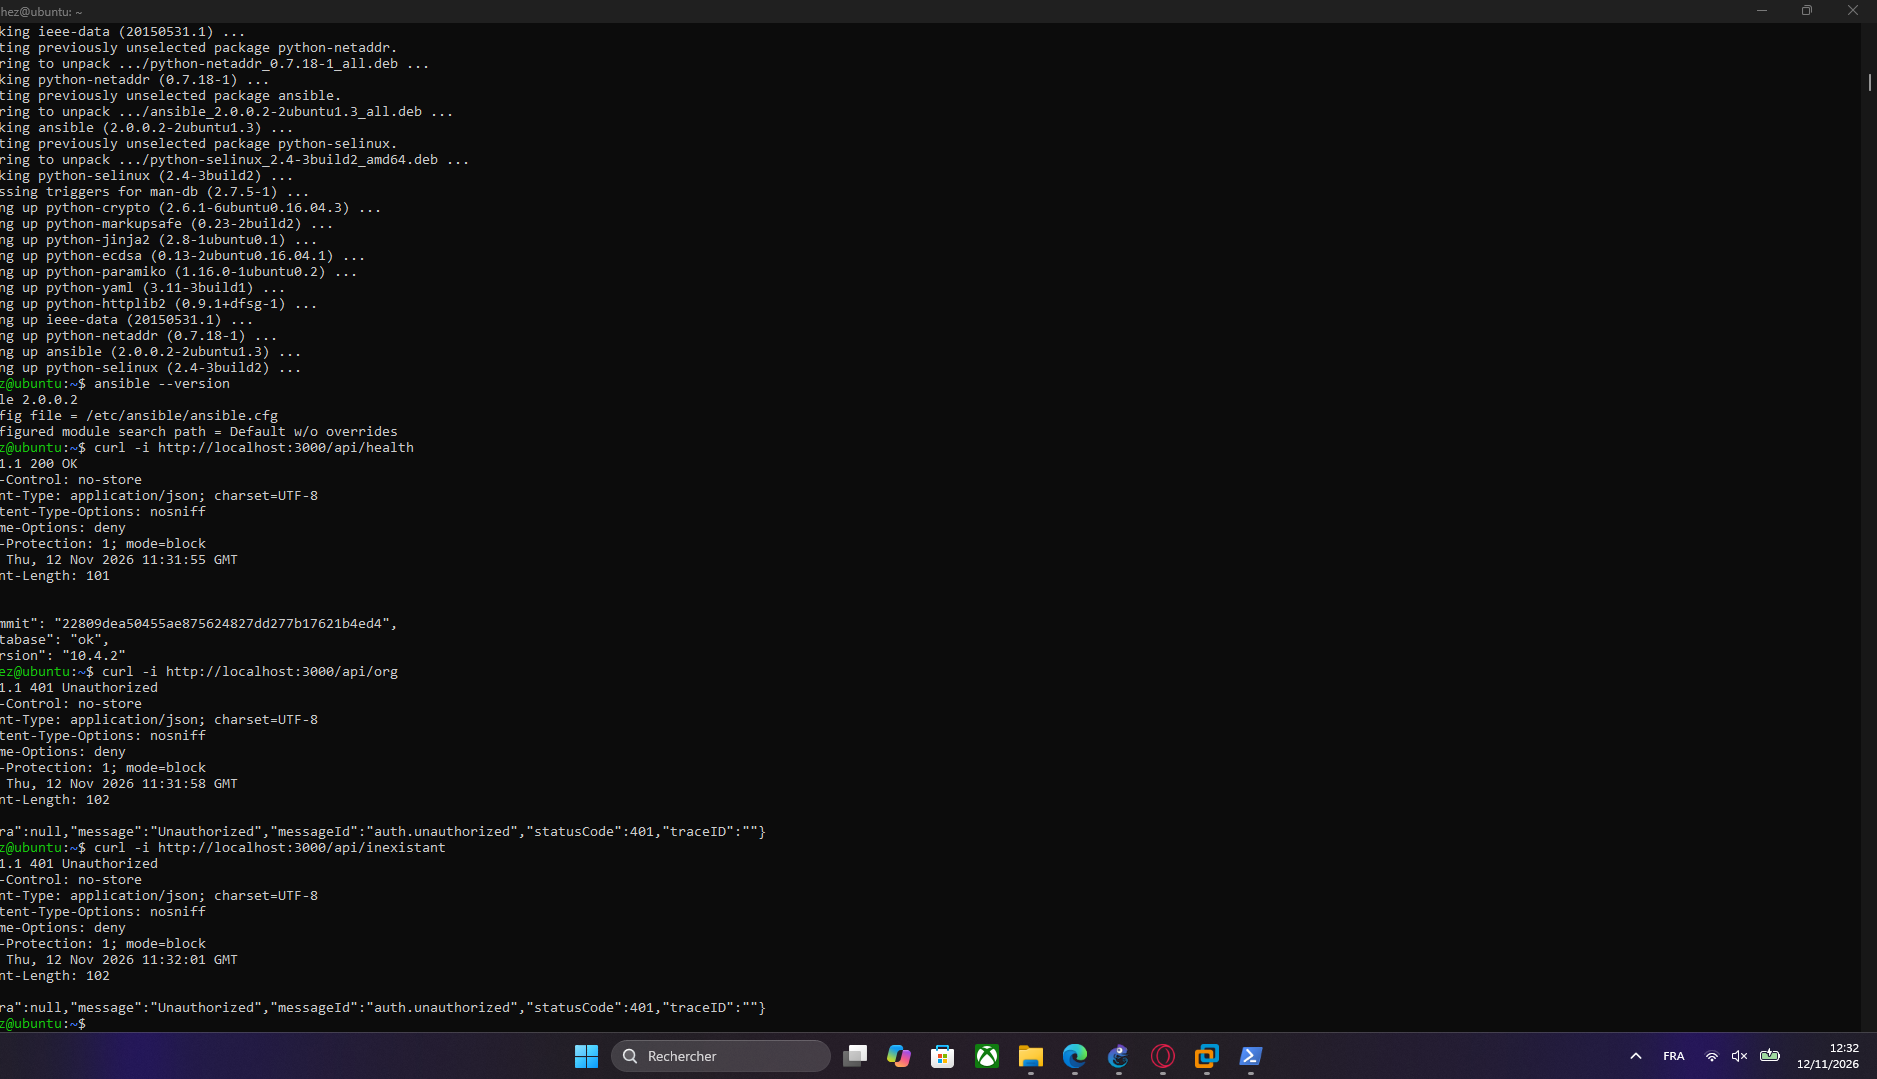 hez@ubuntu: ~
king ieee-data (20150531.1) ...
ting previously unselected package python-netaddr.
ring to unpack .../python-netaddr_0.7.18-1_all.deb ...
king python-netaddr (0.7.18-1) ...
ting previously unselected package ansible.
ring to unpack .../ansible_2.0.0.2-2ubuntu1.3_all.deb ...
king ansible (2.0.0.2-2ubuntu1.3) ...
ting previously unselected package python-selinux.
ring to unpack .../python-selinux_2.4-3build2_amd64.deb ...
king python-selinux (2.4-3build2) ...
ssing triggers for man-db (2.7.5-1) ...
ng up python-crypto (2.6.1-6ubuntu0.16.04.3) ...
ng up python-markupsafe (0.23-2build2) ...
ng up python-jinja2 (2.8-1ubuntu0.1) ...
ng up python-ecdsa (0.13-2ubuntu0.16.04.1) ...
ng up python-paramiko (1.16.0-1ubuntu0.2) ...
ng up python-yaml (3.11-3build1) ...
ng up python-httplib2 (0.9.1+dfsg-1) ...
ng up ieee-data (20150531.1) ...
ng up python-netaddr (0.7.18-1) ...
ng up ansible (2.0.0.2-2ubuntu1.3) ...
ng up python-selinux (2.4-3build2) ...
z@ubuntu:~$ ansible --version
le 2.0.0.2
fig file = /etc/ansible/ansible.cfg
figured module search path = Default w/o overrides
z@ubuntu:~$ curl -i http://localhost:3000/api/health
1.1 200 OK
-Control: no-store
nt-Type: application/json; charset=UTF-8
tent-Type-Options: nosniff
me-Options: deny
-Protection: 1; mode=block
Thu, 12 Nov 2026 11:31:55 GMT
nt-Length: 101
mmit": "22809dea50455ae875624827dd277b17621b4ed4",
tabase": "ok",
rsion": "10.4.2"
ez@ubuntu:~$ curl -i http://localhost:3000/api/org
1.1 401 Unauthorized
-Control: no-store
nt-Type: application/json; charset=UTF-8
tent-Type-Options: nosniff
me-Options: deny
-Protection: 1; mode=block
Thu, 12 Nov 2026 11:31:58 GMT
nt-Length: 102
ra":null,"message":"Unauthorized","messageId":"auth.unauthorized","statusCode":401,"traceID":""}
z@ubuntu:~$ curl -i http://localhost:3000/api/inexistant
1.1 401 Unauthorized
-Control: no-store
nt-Type: application/json; charset=UTF-8
tent-Type-Options: nosniff
me-Options: deny
-Protection: 1; mode=block
Thu, 12 Nov 2026 11:32:01 GMT
nt-Length: 102
ra":null,"message":"Unauthorized","messageId":"auth.unauthorized","statusCode":401,"traceID":""}
z@ubuntu:~$
Rechercher
FRA
12:32
12/11/2026